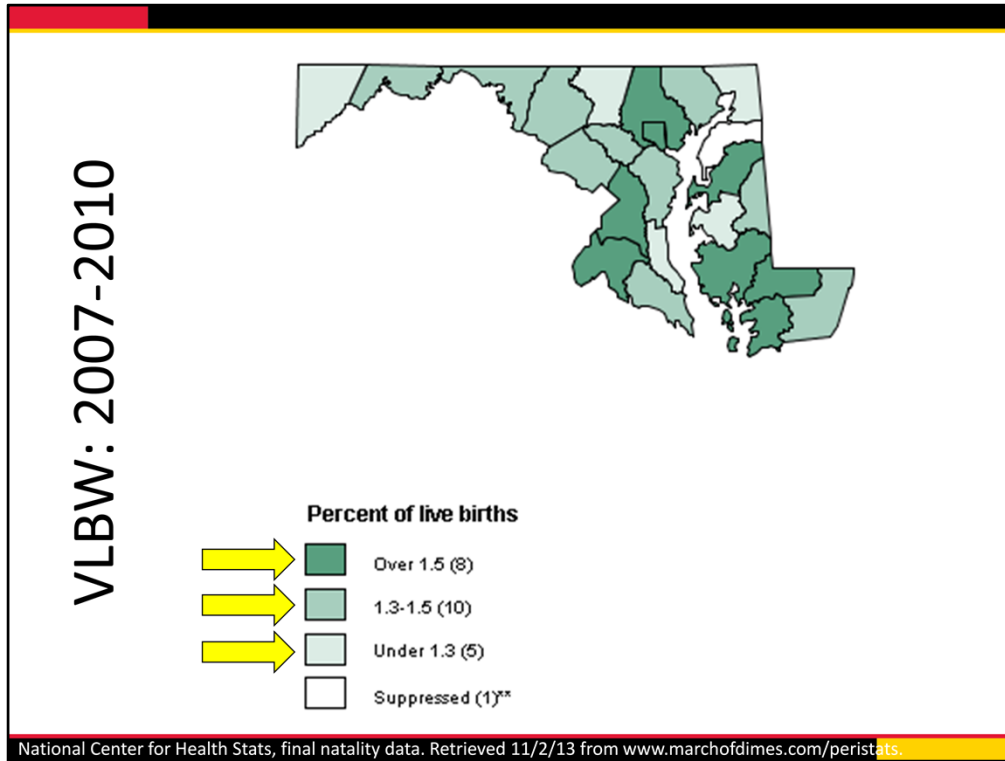 VLBW: 2007-2010
Percent of live births
Over 1.5 (8)
1.3-1.5 (10)
Under 1.3 (5)
Suppressed (1)**
National Center for Health Stats, final natality data. Retrieved 11/2/13 from www.marchofdimes.com/peristats.